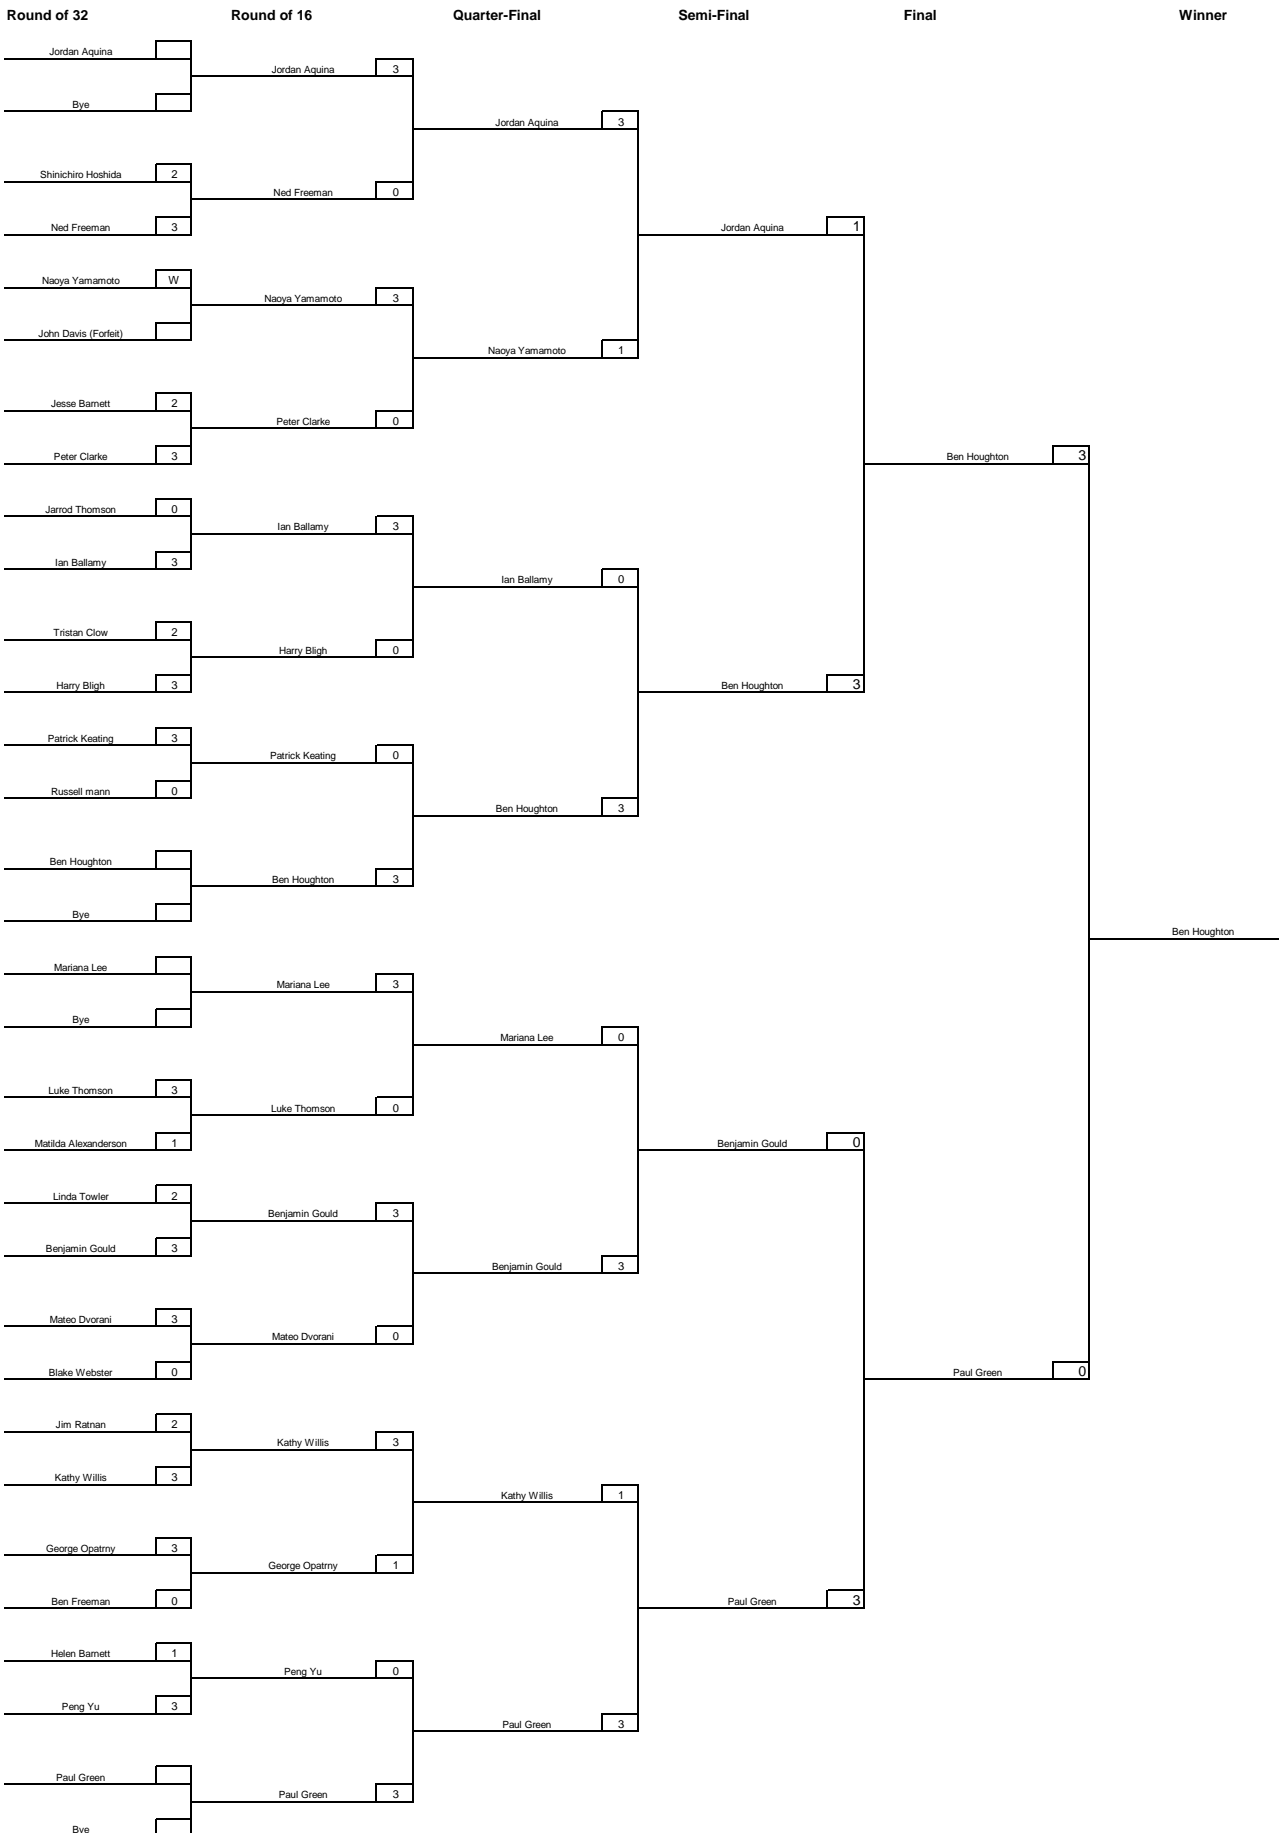 Round of 32 Round of 16 Quarter-Final Semi-Final Final Winner
Jordan Aquina
Jordan Aquina 3
Bye
Jordan Aquina 3
Shinichiro Hoshida 2
Ned Freeman 0
Ned Freeman 3
Jordan Aquina 1
Naoya Yamamoto W
Naoya Yamamoto 3
John Davis (Forfeit)
Naoya Yamamoto 1
Jesse Barnett 2
Peter Clarke 0
Peter Clarke 3
Ben Houghton 3
Jarrod Thomson 0
Ian Ballamy 3
Ian Ballamy 3
Ian Ballamy 0
Tristan Clow 2
Harry Bligh 0
Harry Bligh 3
Ben Houghton 3
Patrick Keating 3
Patrick Keating 0
Russell mann 0
Ben Houghton 3
Ben Houghton
Ben Houghton 3
Bye
Ben Houghton
Mariana Lee
Mariana Lee 3
Bye
Mariana Lee 0
Luke Thomson 3
Luke Thomson 0
Matilda Alexanderson 1
Benjamin Gould 0
Linda Towler 2
Benjamin Gould 3
Benjamin Gould 3
Benjamin Gould 3
Mateo Dvorani 3
Mateo Dvorani 0
Blake Webster 0
Paul Green 0
Jim Ratnan 2
Kathy Willis 3
Kathy Willis 3
Kathy Willis 1
George Opatrny 3
George Opatrny 1
Ben Freeman 0
Paul Green 3
Helen Barnett 1
Peng Yu 0
Peng Yu 3
Paul Green 3
Paul Green
Paul Green 3
Bye